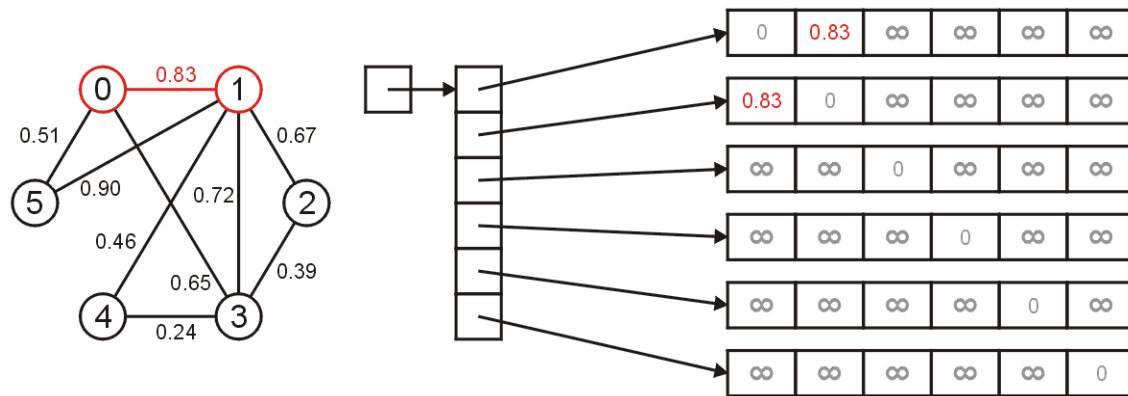 0 0.83 1
0.51 0.67
5 0.90 0.72 2
0.46 0.65 0.39
4 0.24 3
0 0.83 ∞ ∞ ∞ ∞
0.83 0 ∞ ∞ ∞ ∞
∞ ∞ 0 ∞ ∞ ∞
∞ ∞ ∞ 0 ∞ ∞
∞ ∞ ∞ ∞ 0 ∞
∞ ∞ ∞ ∞ ∞ 0